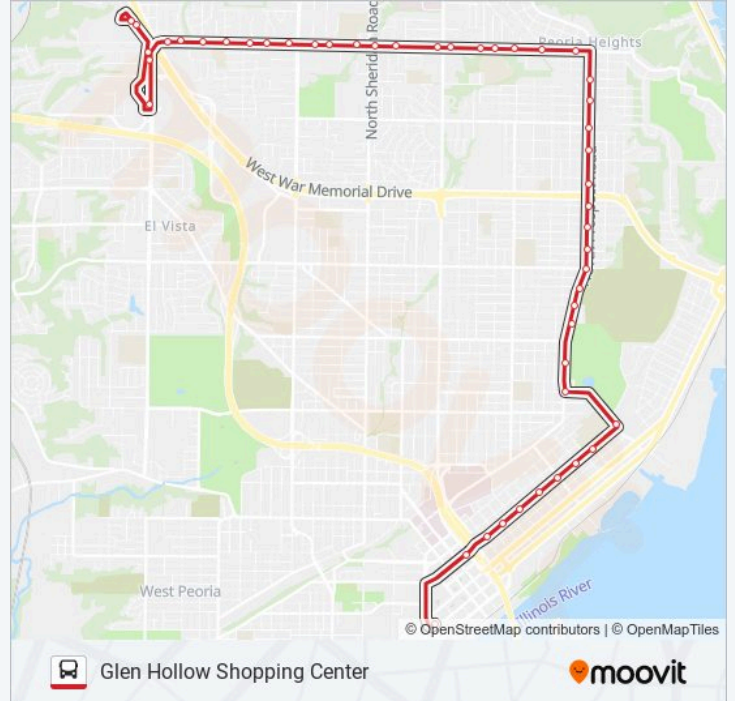 Peoria Heights
North Sheridan Road
West War Memorial Drive
El Vista
West Peoria
Illinois River
© OpenStreetMap contributors | © OpenMapTiles
Glen Hollow Shopping Center
moovit